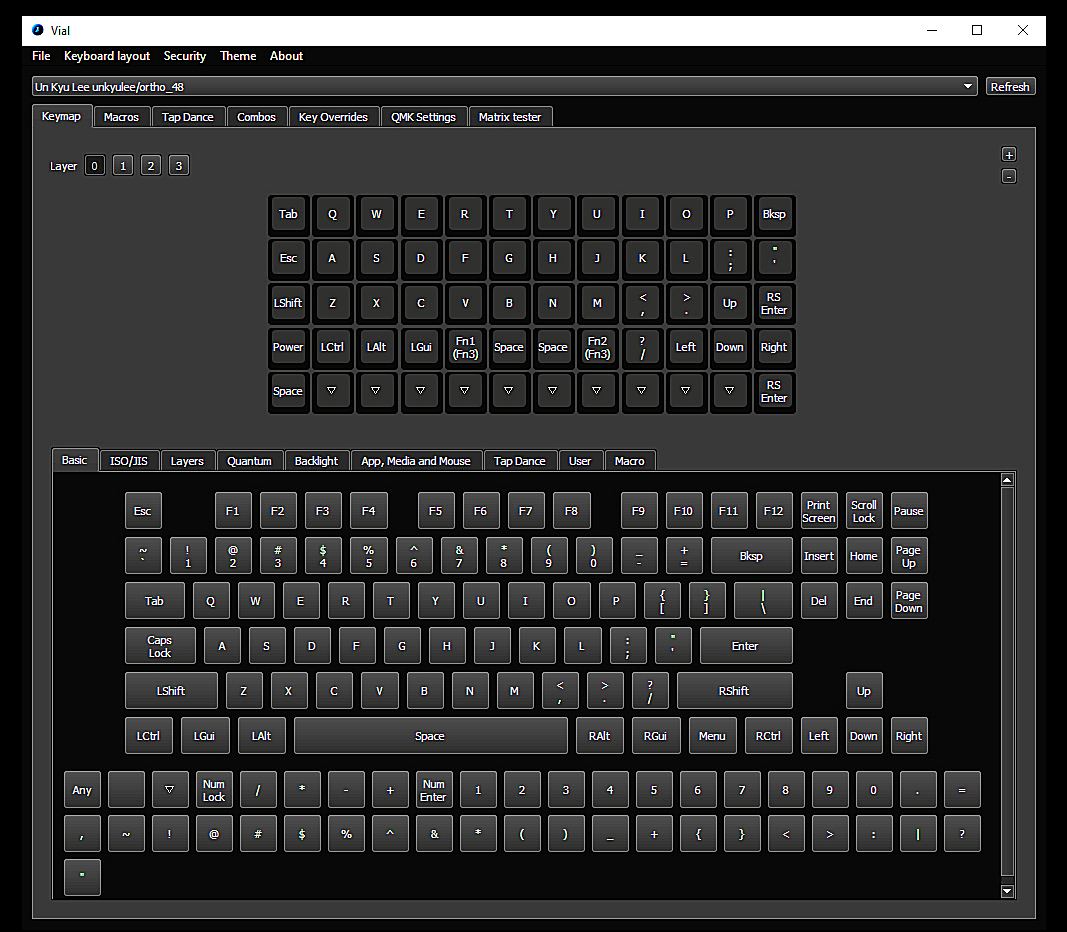 Vial
File Keyboard layout Security Theme About
Un Kyu Lee unkyulee/ortho_48 Refresh
Keymap Macros Tap Dance Combos Key Overrides QMK Settings Matrix tester
Layer 0 1 2 3 +
-
Tab Q W E R T Y U I O P Bksp
Esc A S D F G H J K L : "
; '
LShift Z X C V B N M < > Up RS
, . Enter
Power LCtrl LAlt LGui Fn1 Space Space Fn2 ? Left Down Right
(Fn3) (Fn3) /
Space ▽ ▽ ▽ ▽ ▽ ▽ ▽ ▽ ▽ ▽ RS
Enter
Basic ISO/JIS Layers Quantum Backlight App, Media and Mouse Tap Dance User Macro
Esc F1 F2 F3 F4 F5 F6 F7 F8 F9 F10 F11 F12 Print Scroll Pause
Screen Lock
~ ! @ # $ % ^ & * ( ) _ + Bksp Insert Home Page
` 1 2 3 4 5 6 7 8 9 0 - = Up
Tab Q W E R T Y U I O P { } | Del End Page
[ ] \ Down
Caps A S D F G H J K L : " Enter
Lock ; '
LShift Z X C V B N M < > ? RShift Up
, . /
LCtrl LGui LAlt Space RAlt RGui Menu RCtrl Left Down Right
Any ▽ Num / * - + Num 1 2 3 4 5 6 7 8 9 0 . =
Lock Enter
, ~ ! @ # $ % ^ & * ( ) _ + { } < > : | ?
"